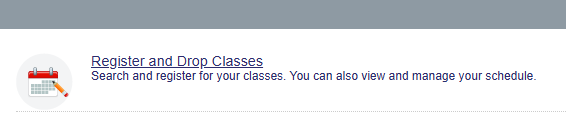 Register and Drop Classes
Search and register for your classes. You can also view and manage your schedule.